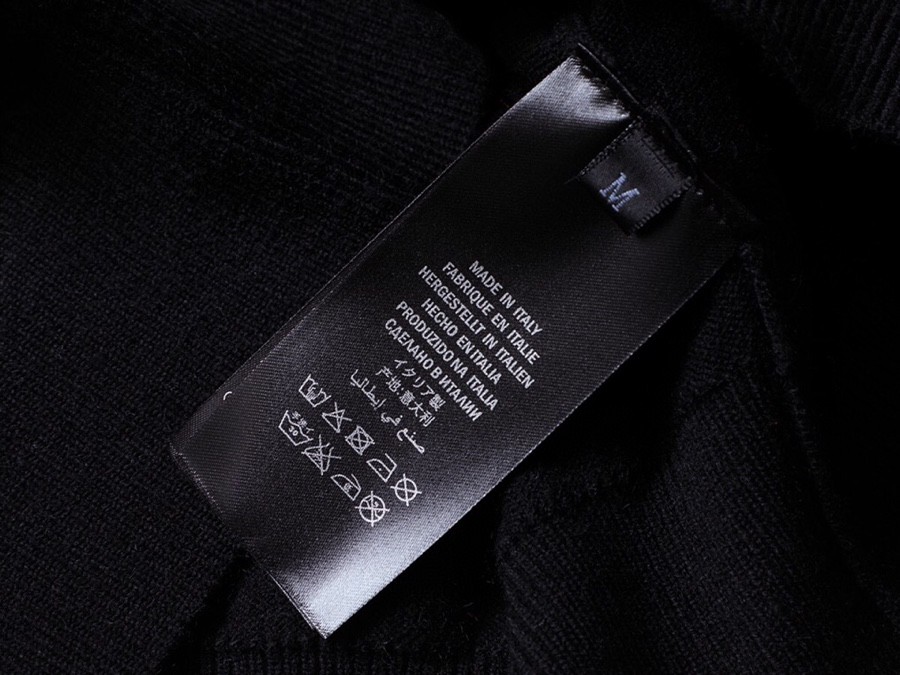 M
MADE IN ITALY
FABRIQUE EN ITALIE
HERGESTELLT IN ITALIEN
HECHO EN ITALIA
PRODUZIDO NA ITALIA
СДЕЛАНО В ИТАЛИИ
イタリア製
产地:意大利
صنع في إيطاليا
30